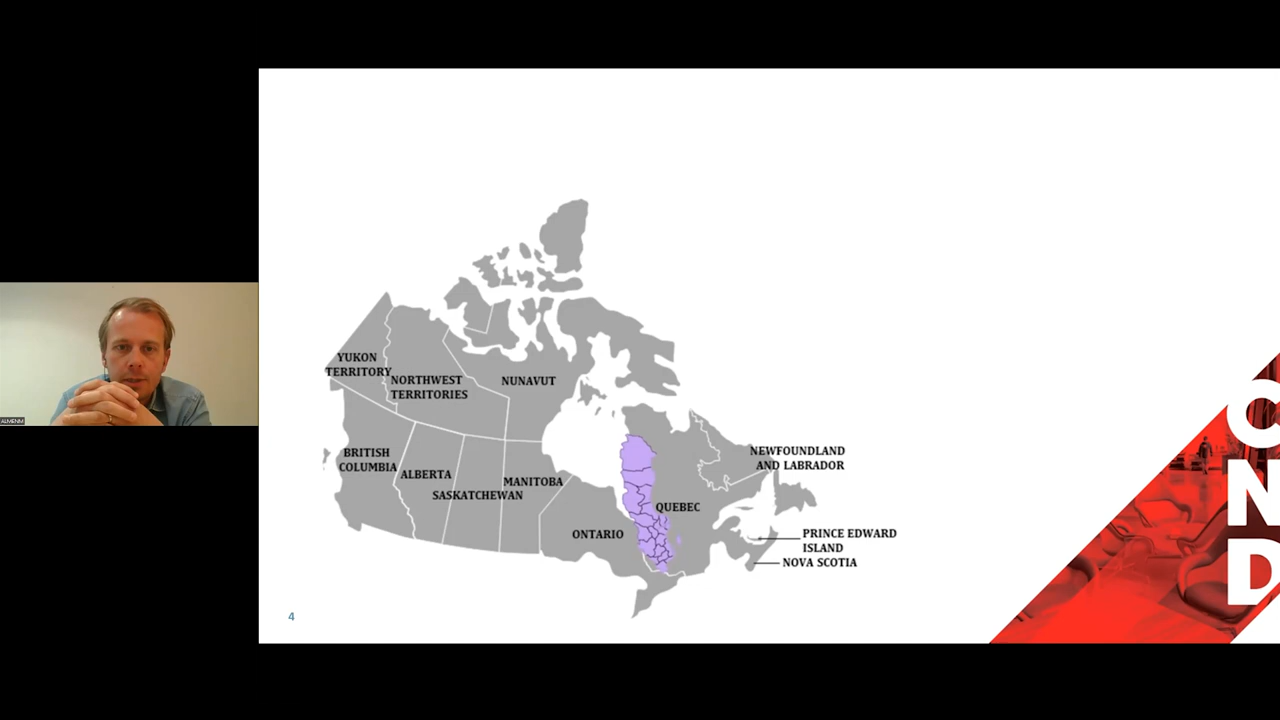 YUKON
TERRITORY
NORTHWEST
TERRITORIES
NUNAVUT
BRITISH
COLUMBIA
ALBERTA
SASKATCHEWAN
MANITOBA
ONTARIO
QUEBEC
NEWFOUNDLAND
AND LABRADOR
PRINCE EDWARD
ISLAND
NOVA SCOTIA
4
C
N
D